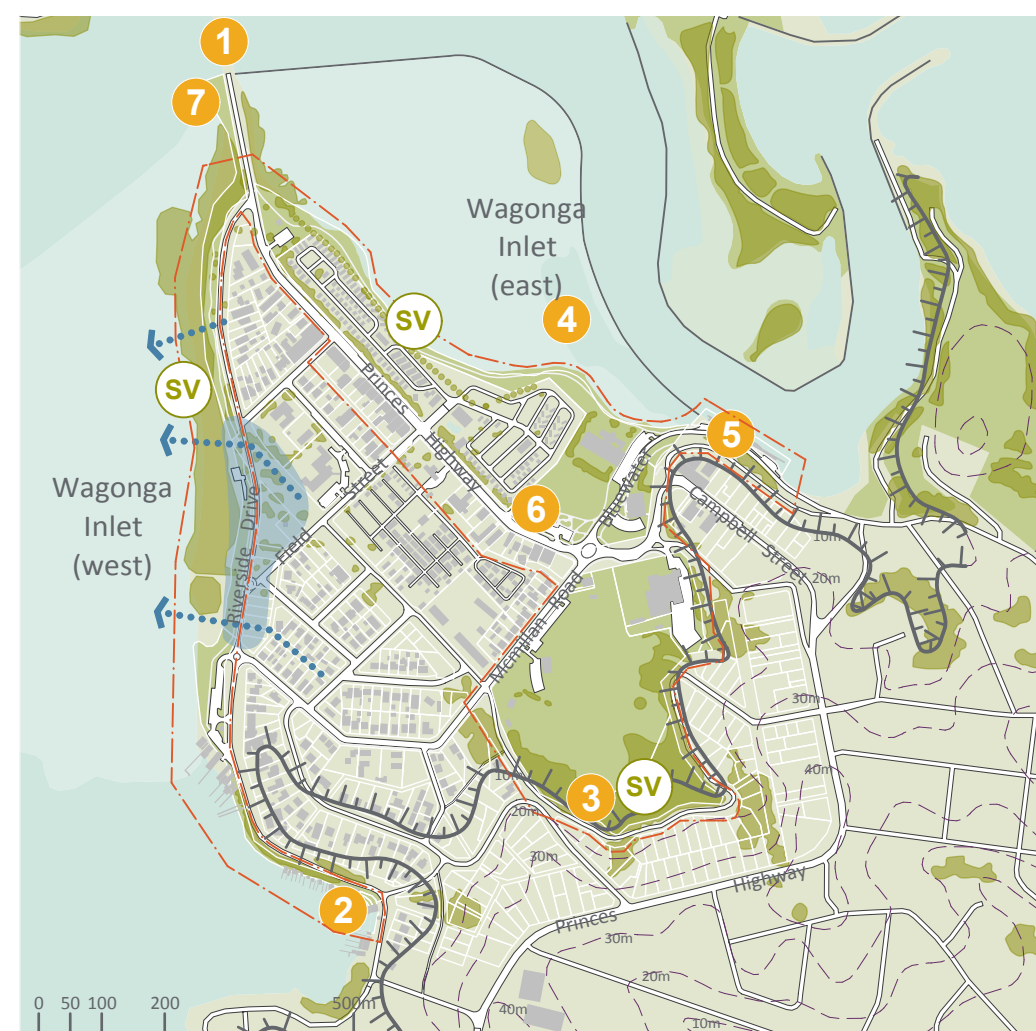 1
7
Wagonga
Inlet
(east)
4
SV
SV
Princes
Highway
5
Bluewater
Campbell Street
10m
20m
6
Wagonga
Inlet
(west)
Riverside Drive
Field Street
Mcmillan Road
30m
40m
10m
3
SV
20m
30m
2
Princes Highway
30m
20m
10m
40m
0 50 100 200 500m